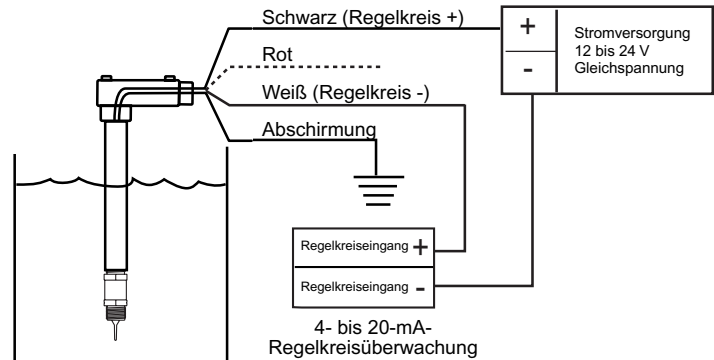 Schwarz (Regelkreis +)
Rot
Weiß (Regelkreis -)
Abschirmung
+
-
Stromversorgung
12 bis 24 V
Gleichspannung
Regelkreiseingang +
Regelkreiseingang -
4- bis 20-mA-
Regelkreisüberwachung